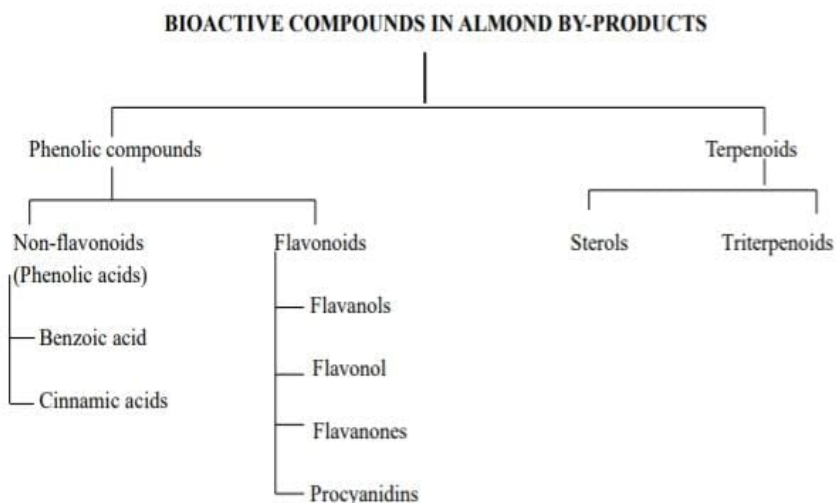 BIOACTIVE COMPOUNDS IN ALMOND BY-PRODUCTS
Phenolic compounds
Terpenoids
Non-flavonoids
(Phenolic acids)
Flavonoids
Sterols
Triterpenoids
Benzoic acid
Cinnamic acids
Flavanols
Flavonol
Flavanones
Procyanidins